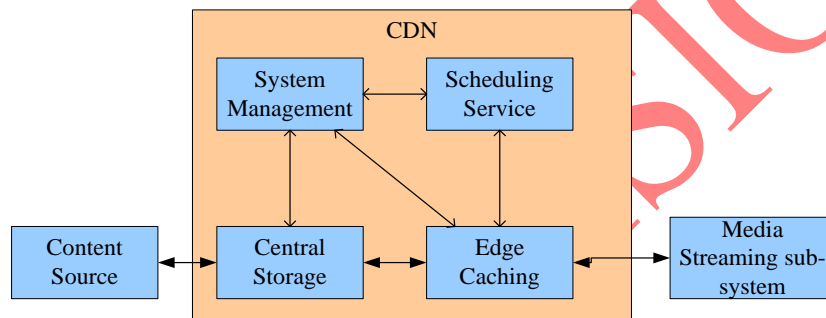 CDN
System
Management
Scheduling
Service
Content
Source
Central
Storage
Edge
Caching
Media
Streaming sub-
system